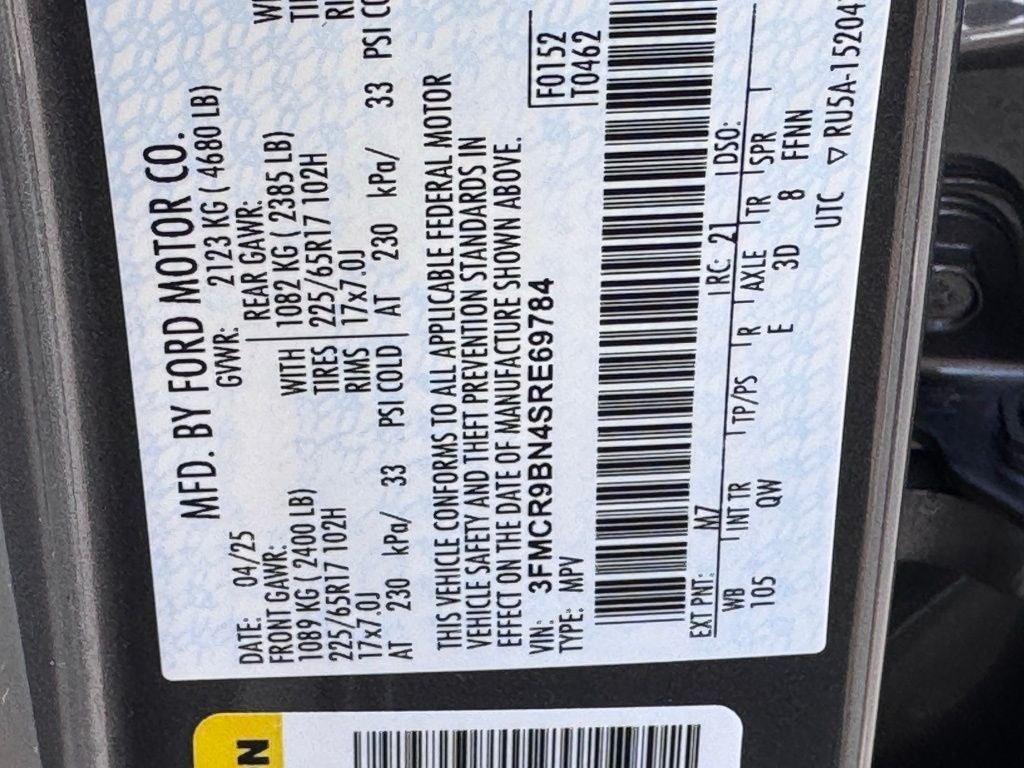 MFD. BY FORD MOTOR CO.
DATE: 04/25 GVWR: 2123 KG ( 4680 LB)
FRONT GAWR: REAR GAWR:
1089 KG ( 2400 LB) WITH 1082 KG ( 2385 LB)
225/65R17 102H TIRES 225/65R17 102H
17x7.0J RIMS 17x7.0J
AT 230 kPa/ 33 PSI COLD AT 230 kPa/ 33 PSI CO
THIS VEHICLE CONFORMS TO ALL APPLICABLE FEDERAL MOTOR
VEHICLE SAFETY AND THEFT PREVENTION STANDARDS IN
EFFECT ON THE DATE OF MANUFACTURE SHOWN ABOVE.
VIN: 3FMCR9BN4SRE69784 F0152
TYPE: MPV T0462
EXT PNT: M7 RC: 21 DSO:
WB INT TR TP/PS R AXLE TR SPR
105 QW E 3D 8 FFNN
UTC ▽ RU5A-15204
N